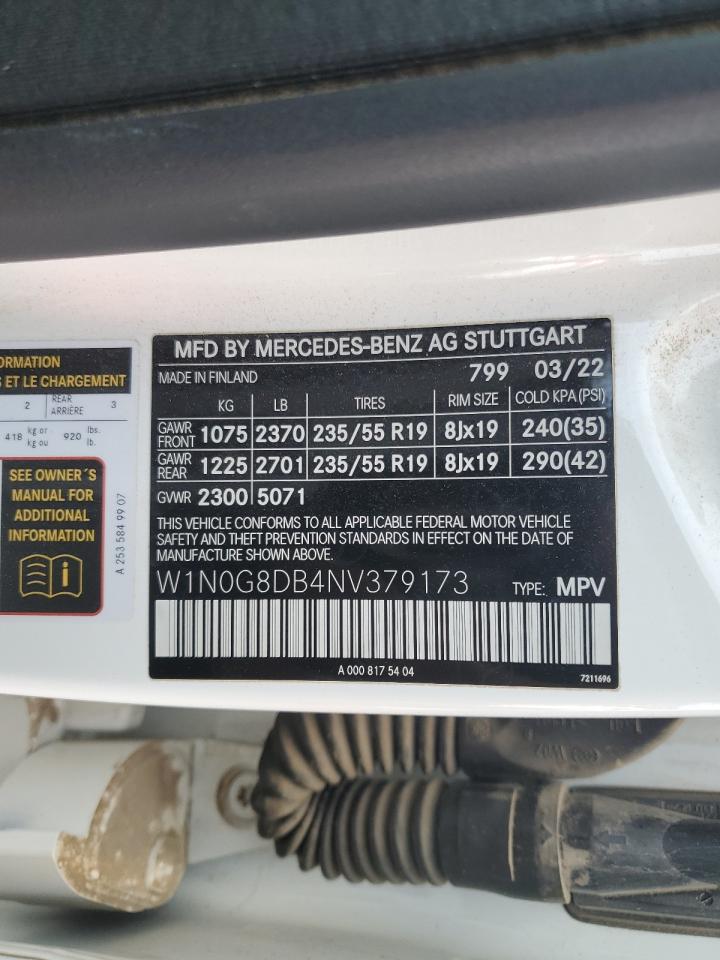 ORMATION
S ET LE CHARGEMENT
2 REAR ARRIÈRE 3
418 kg or kg ou 920 lbs. lb.
SEE OWNER´S
MANUAL FOR
ADDITIONAL
INFORMATION
A 253 584 99 07
MFD BY MERCEDES-BENZ AG STUTTGART
MADE IN FINLAND 799 03/22
KG LB TIRES RIM SIZE COLD KPA (PSI)
GAWR FRONT 1075 2370 235/55 R19 8Jx19 240(35)
GAWR REAR 1225 2701 235/55 R19 8Jx19 290(42)
GVWR 2300 5071
THIS VEHICLE CONFORMS TO ALL APPLICABLE FEDERAL MOTOR VEHICLE
SAFETY AND THEFT PREVENTION STANDARDS IN EFFECT ON THE DATE OF
MANUFACTURE SHOWN ABOVE.
W1N0G8DB4NV379173 TYPE: MPV
A 000 817 54 04
7211696